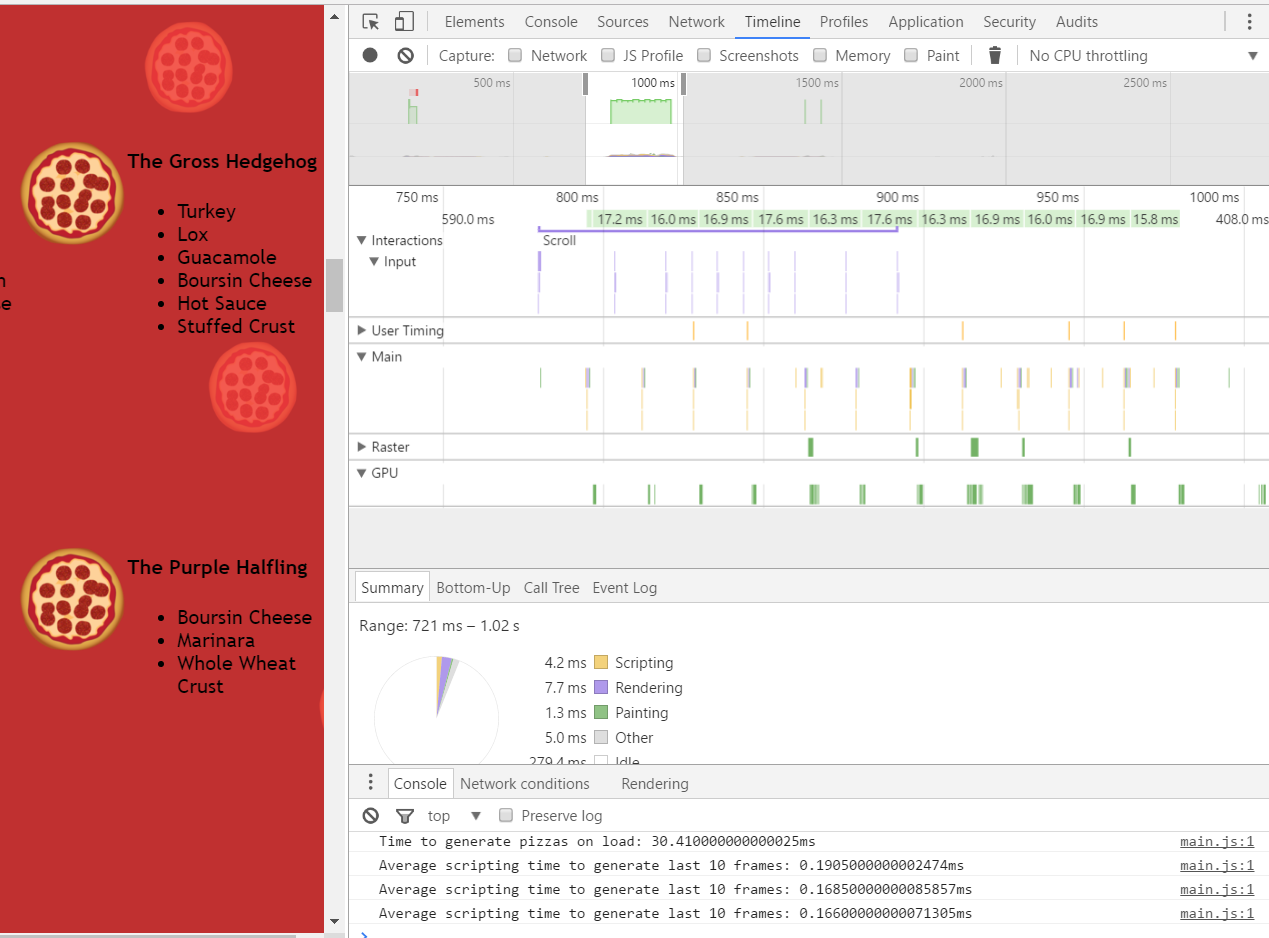 The Gross Hedgehog
Turkey
Lox
Guacamole
n
Boursin Cheese
e
Hot Sauce
Stuffed Crust
The Purple Halfling
Boursin Cheese
Marinara
Whole Wheat
Crust
Elements Console Sources Network Timeline Profiles Application Security Audits
Capture: Network JS Profile Screenshots Memory Paint No CPU throttling
500 ms 1000 ms 1500 ms 2000 ms 2500 ms
750 ms 800 ms 850 ms 900 ms 950 ms 1000 ms
590.0 ms 17.2 ms 16.0 ms 16.9 ms 17.6 ms 16.3 ms 17.6 ms 16.3 ms 16.9 ms 16.0 ms 16.9 ms 15.8 ms 408.0 ms
Interactions Scroll
Input
User Timing
Main
Raster
GPU
Summary Bottom-Up Call Tree Event Log
Range: 721 ms – 1.02 s
4.2 ms Scripting
7.7 ms Rendering
1.3 ms Painting
5.0 ms Other
279.4 ms Idle
Console Network conditions Rendering
top Preserve log
Time to generate pizzas on load: 30.410000000000025ms main.js:1
Average scripting time to generate last 10 frames: 0.1905000000002474ms main.js:1
Average scripting time to generate last 10 frames: 0.16850000000085857ms main.js:1
Average scripting time to generate last 10 frames: 0.16600000000071305ms main.js:1